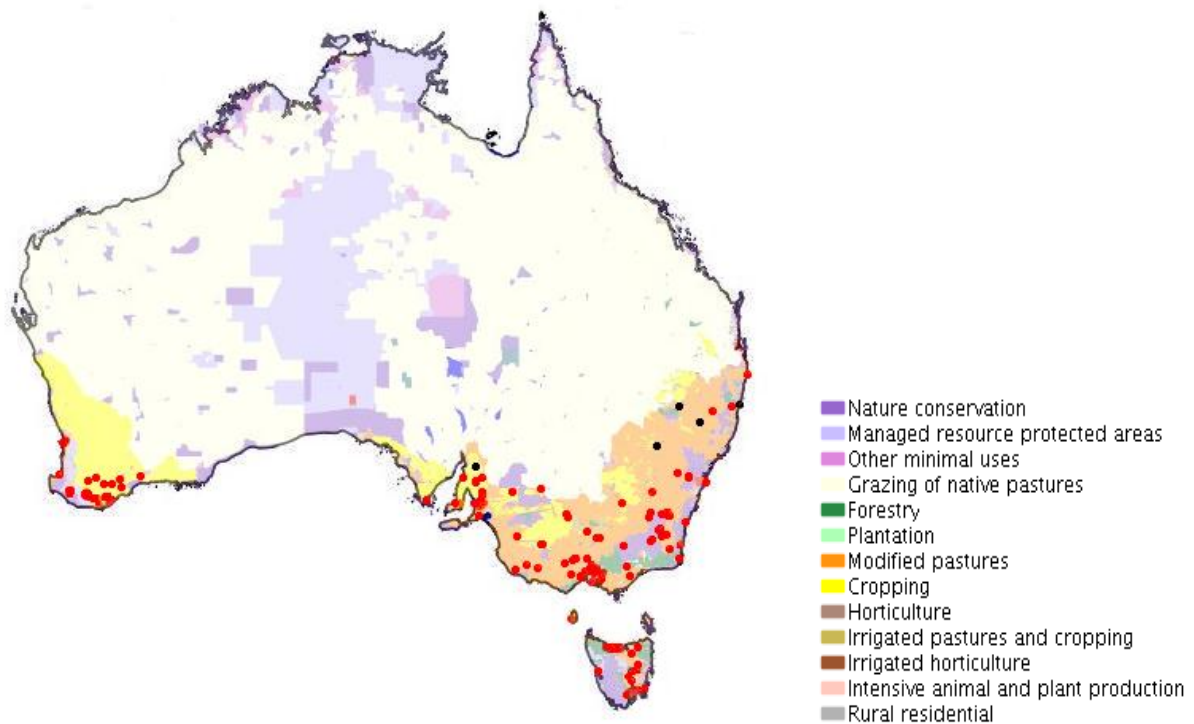 Nature conservation
Managed resource protected areas
Other minimal uses
Grazing of native pastures
Forestry
Plantation
Modified pastures
Cropping
Horticulture
Irrigated pastures and cropping
Irrigated horticulture
Intensive animal and plant production
Rural residential